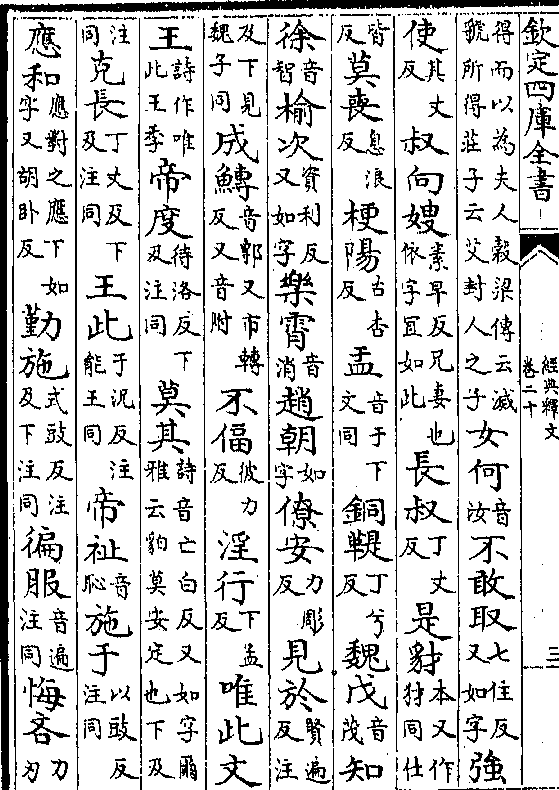 欽定四庫全書 經典釋文 卷二十 三
得而以為夫人穀梁傳云滅虢所得莊子云艾封人之子女何音汝不敢取七住反又如字強
使其丈反叔向嫂素早反兄妻也依字宜如此長叔丁丈反是豺本又作犲同仕
皆反莫喪息浪反梗陽古杏反盂音于下文同銅鞮丁兮反魏戊音茂知
徐音智榆次資利反又如字樂霄音消趙朝如字僚安力彫反見於賢遍反注
及下見魏子同成鱄音郭又市轉反又音附不偪彼力反淫行下孟反唯此文
王詩作唯此王季帝度待洛反下及注同莫其詩音亡白反又如字爾雅云豹莫安定也下及
注同克長丁丈反下及注同王此于況反注能王同帝祉音恥施于以豉反注同
應和應對之應下如字又胡卧反勤施式豉反注及下注同徧服音遍注同悔吝力刃